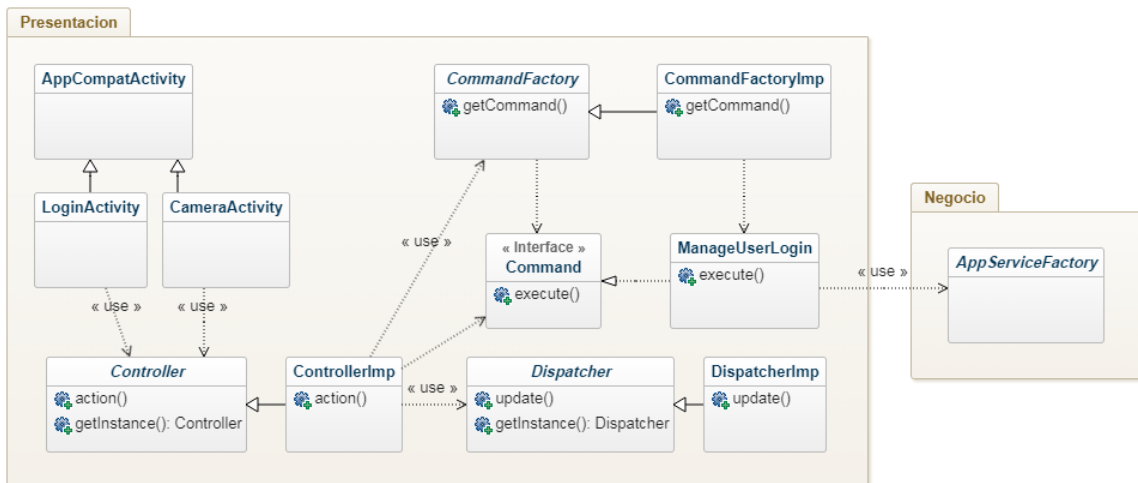 Presentacion
AppCompatActivity
CommandFactory
getCommand()
CommandFactoryImp
getCommand()
LoginActivity
CameraActivity
Negocio
« use »
« Interface »
Command
execute()
ManageUserLogin
execute()
« use »
AppServiceFactory
« use »
« use »
Controller
action()
getInstance(): Controller
ControllerImp
action()
« use »
Dispatcher
update()
getInstance(): Dispatcher
DispatcherImp
update()